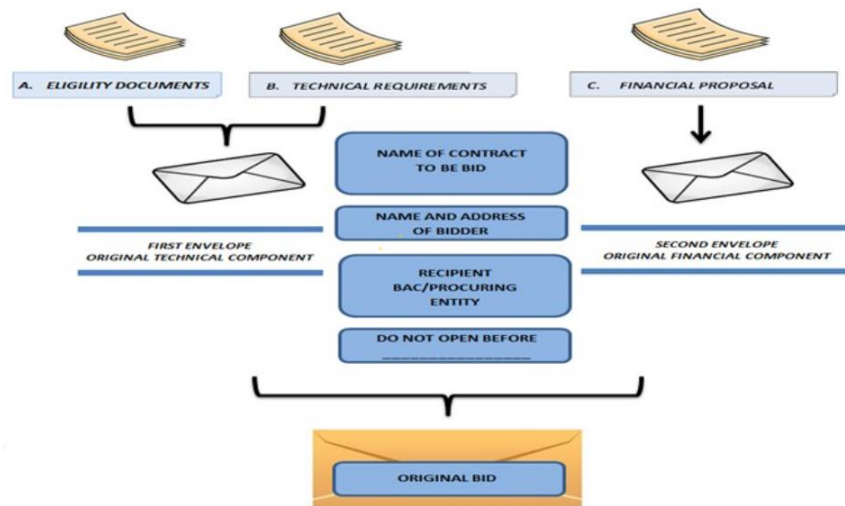 A. ELIGILITY DOCUMENTS
B. TECHNICAL REQUIREMENTS
C. FINANCIAL PROPOSAL
NAME OF CONTRACT
TO BE BID
NAME AND ADDRESS
OF BIDDER
FIRST ENVELOPE
ORIGINAL TECHNICAL COMPONENT
SECOND ENVELOPE
ORIGINAL FINANCIAL COMPONENT
RECIPIENT
BAC/PROCURING
ENTITY
DO NOT OPEN BEFORE
___________________
ORIGINAL BID